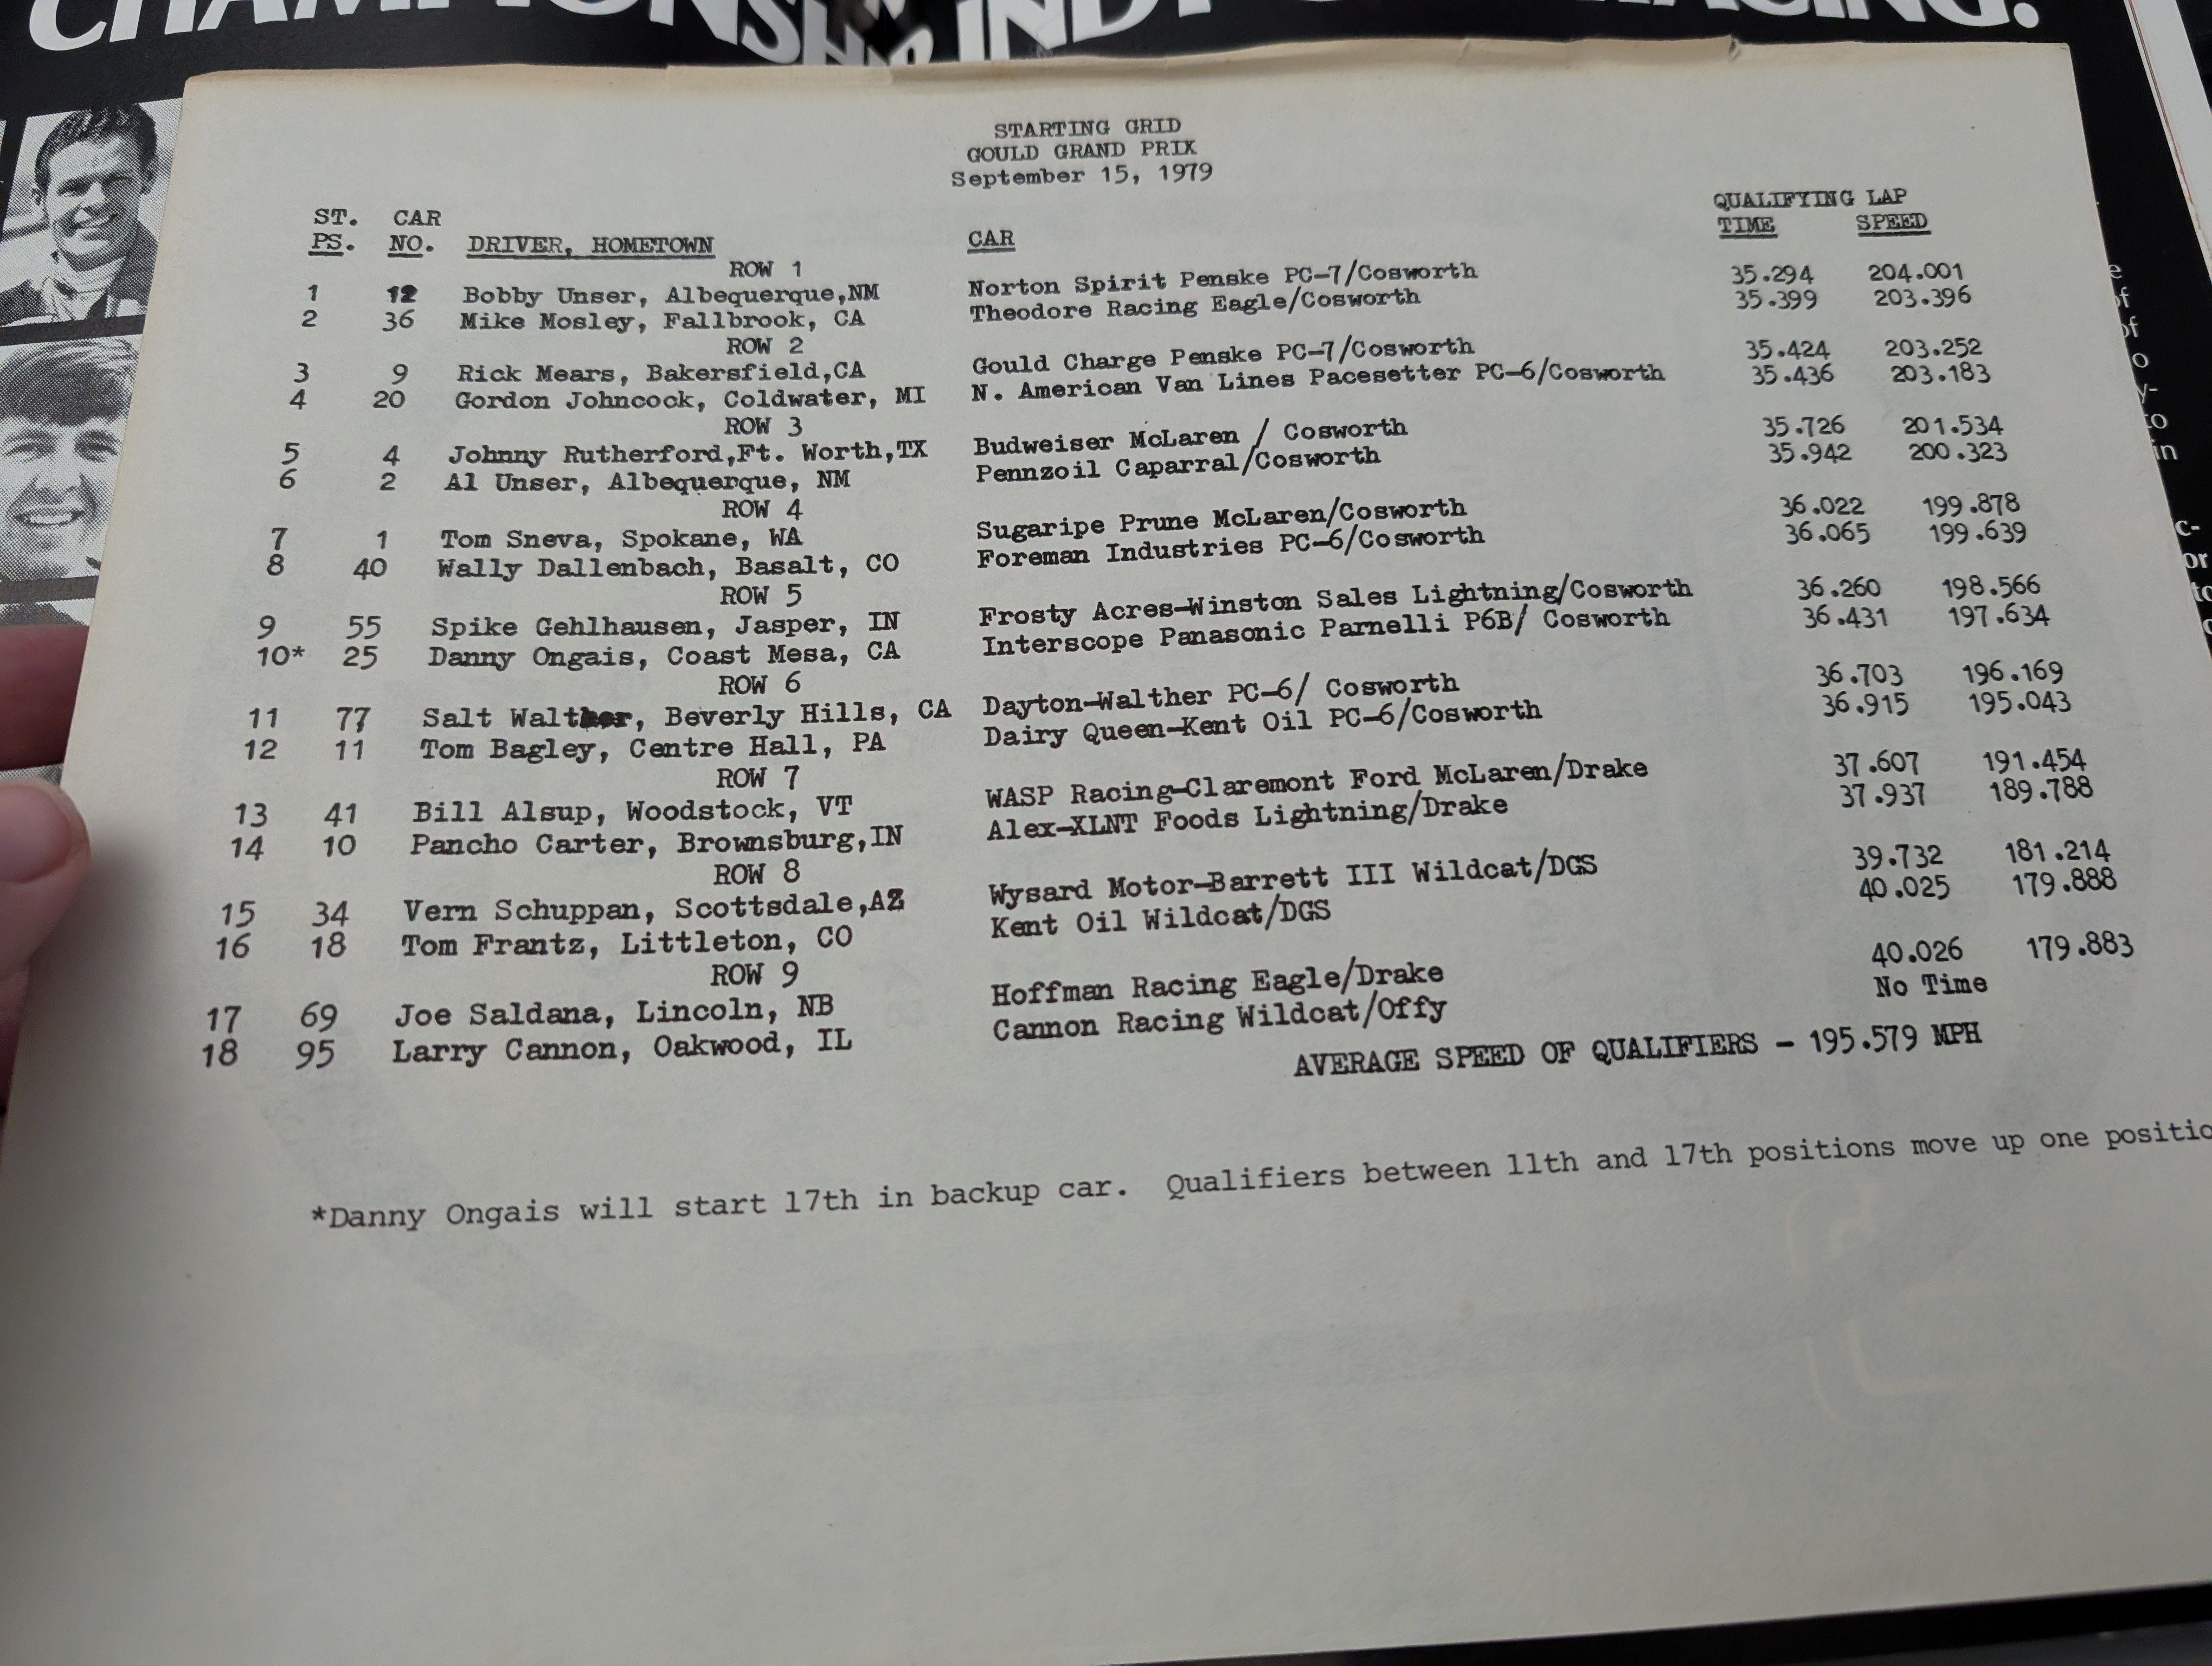 CHAMPIONSHIP IND
RACING.
STARTING GRID
GOULD GRAND PRIX
September 15, 1979
QUALIFYING LAP
ST. CAR
PS. NO. DRIVER, HOMETOWN CAR TIME SPEED
ROW 1
1 12 Bobby Unser, Albequerque,NM Norton Spirit Penske PC-7/Cosworth 35.294 204.001
2 36 Mike Mosley, Fallbrook, CA Theodore Racing Eagle/Cosworth 35.399 203.396
ROW 2
3 9 Rick Mears, Bakersfield,CA Gould Charge Penske PC-7/Cosworth 35.424 203.252
4 20 Gordon Johncock, Coldwater, MI N. American Van Lines Pacesetter PC-6/Cosworth 35.436 203.183
ROW 3
5 4 Johnny Rutherford,Ft. Worth,TX Budweiser McLaren / Cosworth 35.726 201.534
6 2 Al Unser, Albequerque, NM Pennzoil Caparral/Cosworth 35.942 200.323
ROW 4
7 1 Tom Sneva, Spokane, WA Sugaripe Prune McLaren/Cosworth 36.022 199.878
8 40 Wally Dallenbach, Basalt, CO Foreman Industries PC-6/Cosworth 36.065 199.639
ROW 5
9 55 Spike Gehlhausen, Jasper, IN Frosty Acres-Winston Sales Lightning/Cosworth 36.260 198.566
10* 25 Danny Ongais, Coast Mesa, CA Interscope Panasonic Parnelli P6B/ Cosworth 36.431 197.634
ROW 6
11 77 Salt Walther, Beverly Hills, CA Dayton-Walther PC-6/ Cosworth 36.703 196.169
12 11 Tom Bagley, Centre Hall, PA Dairy Queen-Kent Oil PC-6/Cosworth 36.915 195.043
ROW 7
13 41 Bill Alsup, Woodstock, VT WASP Racing-Claremont Ford McLaren/Drake 37.607 191.454
14 10 Pancho Carter, Brownsburg,IN Alex-XLNT Foods Lightning/Drake 37.937 189.788
ROW 8
15 34 Vern Schuppan, Scottsdale,AZ Wysard Motor-Barrett III Wildcat/DGS 39.732 181.214
16 18 Tom Frantz, Littleton, CO Kent Oil Wildcat/DGS 40.025 179.888
ROW 9
17 69 Joe Saldana, Lincoln, NB Hoffman Racing Eagle/Drake 40.026 179.883
18 95 Larry Cannon, Oakwood, IL Cannon Racing Wildcat/Offy No Time
AVERAGE SPEED OF QUALIFIERS - 195.579 MPH
*Danny Ongais will start 17th in backup car. Qualifiers between 11th and 17th positions move up one positio